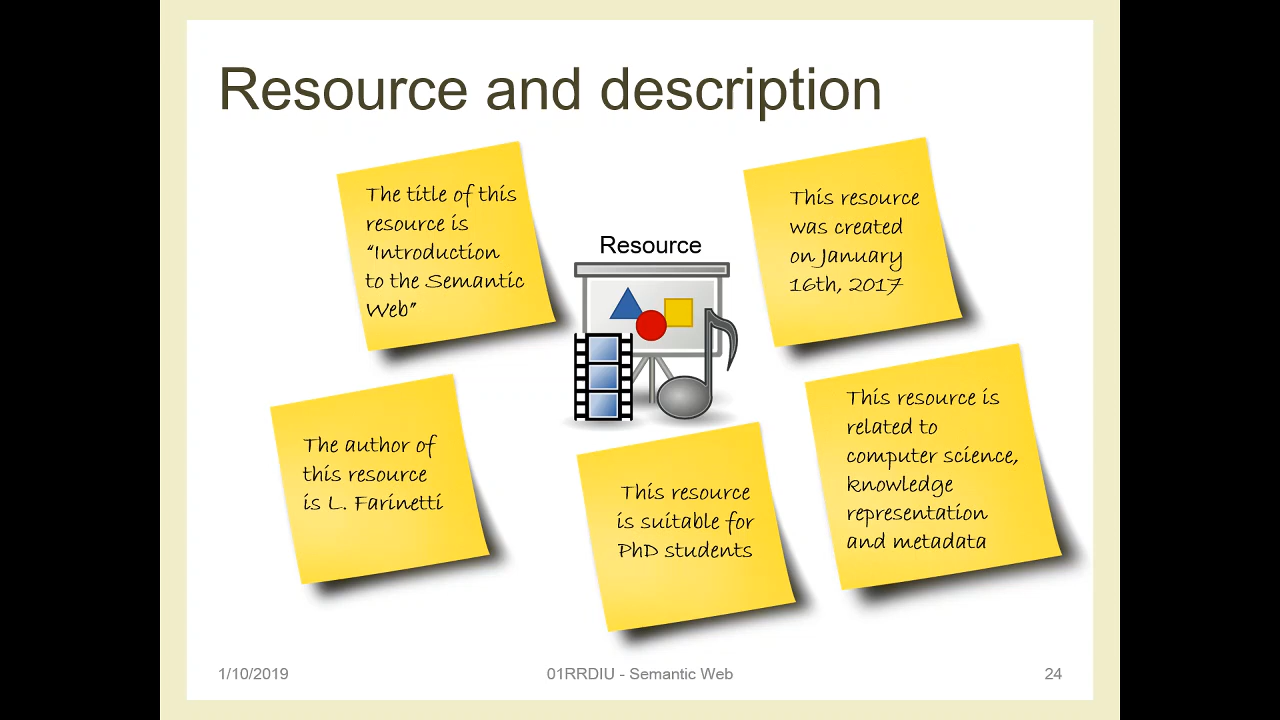 Resource and description
The title of this
resource is
“Introduction
to the Semantic
Web”
Resource
This resource
was created
on January
16th, 2017
The author of
this resource
is L. Farinetti
This resource
is suitable for
PhD students
This resource is
related to
computer science,
knowledge
representation
and metadata
1/10/2019
01RRDIU - Semantic Web
24